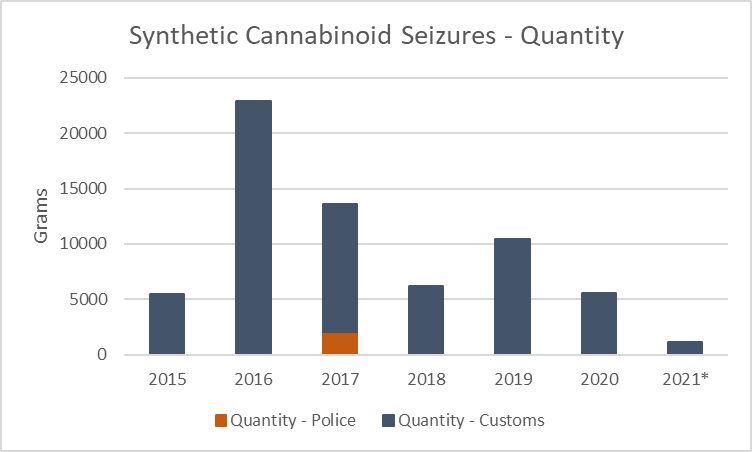 Synthetic Cannabinoid Seizures - Quantity
25000
20000
15000
10000
5000
0
Grams
2015 2016 2017 2018 2019 2020 2021*
Quantity - Police Quantity - Customs